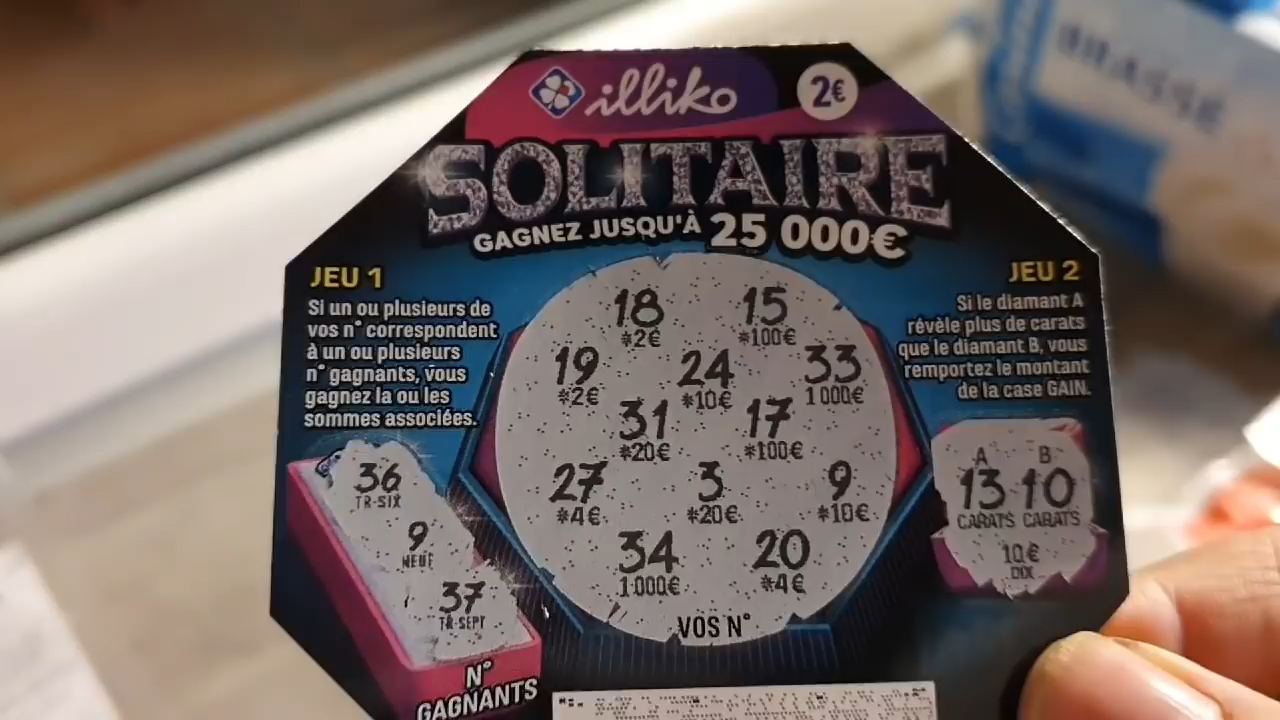 illiko
2€
SOLITAIRE
GAGNEZ JUSQU'À 25 000€
JEU 1
Si un ou plusieurs de
vos n° correspondent
à un ou plusieurs
n° gagnants, vous
gagnez la ou les
sommes associées.
36
TR-SIX
9
NEUF
37
TR-SEPT
N°
GAGNANTS
18 15
*2€ *100€
19 24 33
*2€ *10€ 1000€
31 17
*20€ *100€
27 3 9
*4€ *20€ *10€
34 20
1000€ *4€
VOS N°
JEU 2
Si le diamant A
révèle plus de carats
que le diamant B, vous
remportez le montant
de la case GAIN.
A B
13 10
CARATS CARATS
10€
DIX
BRASSÉ